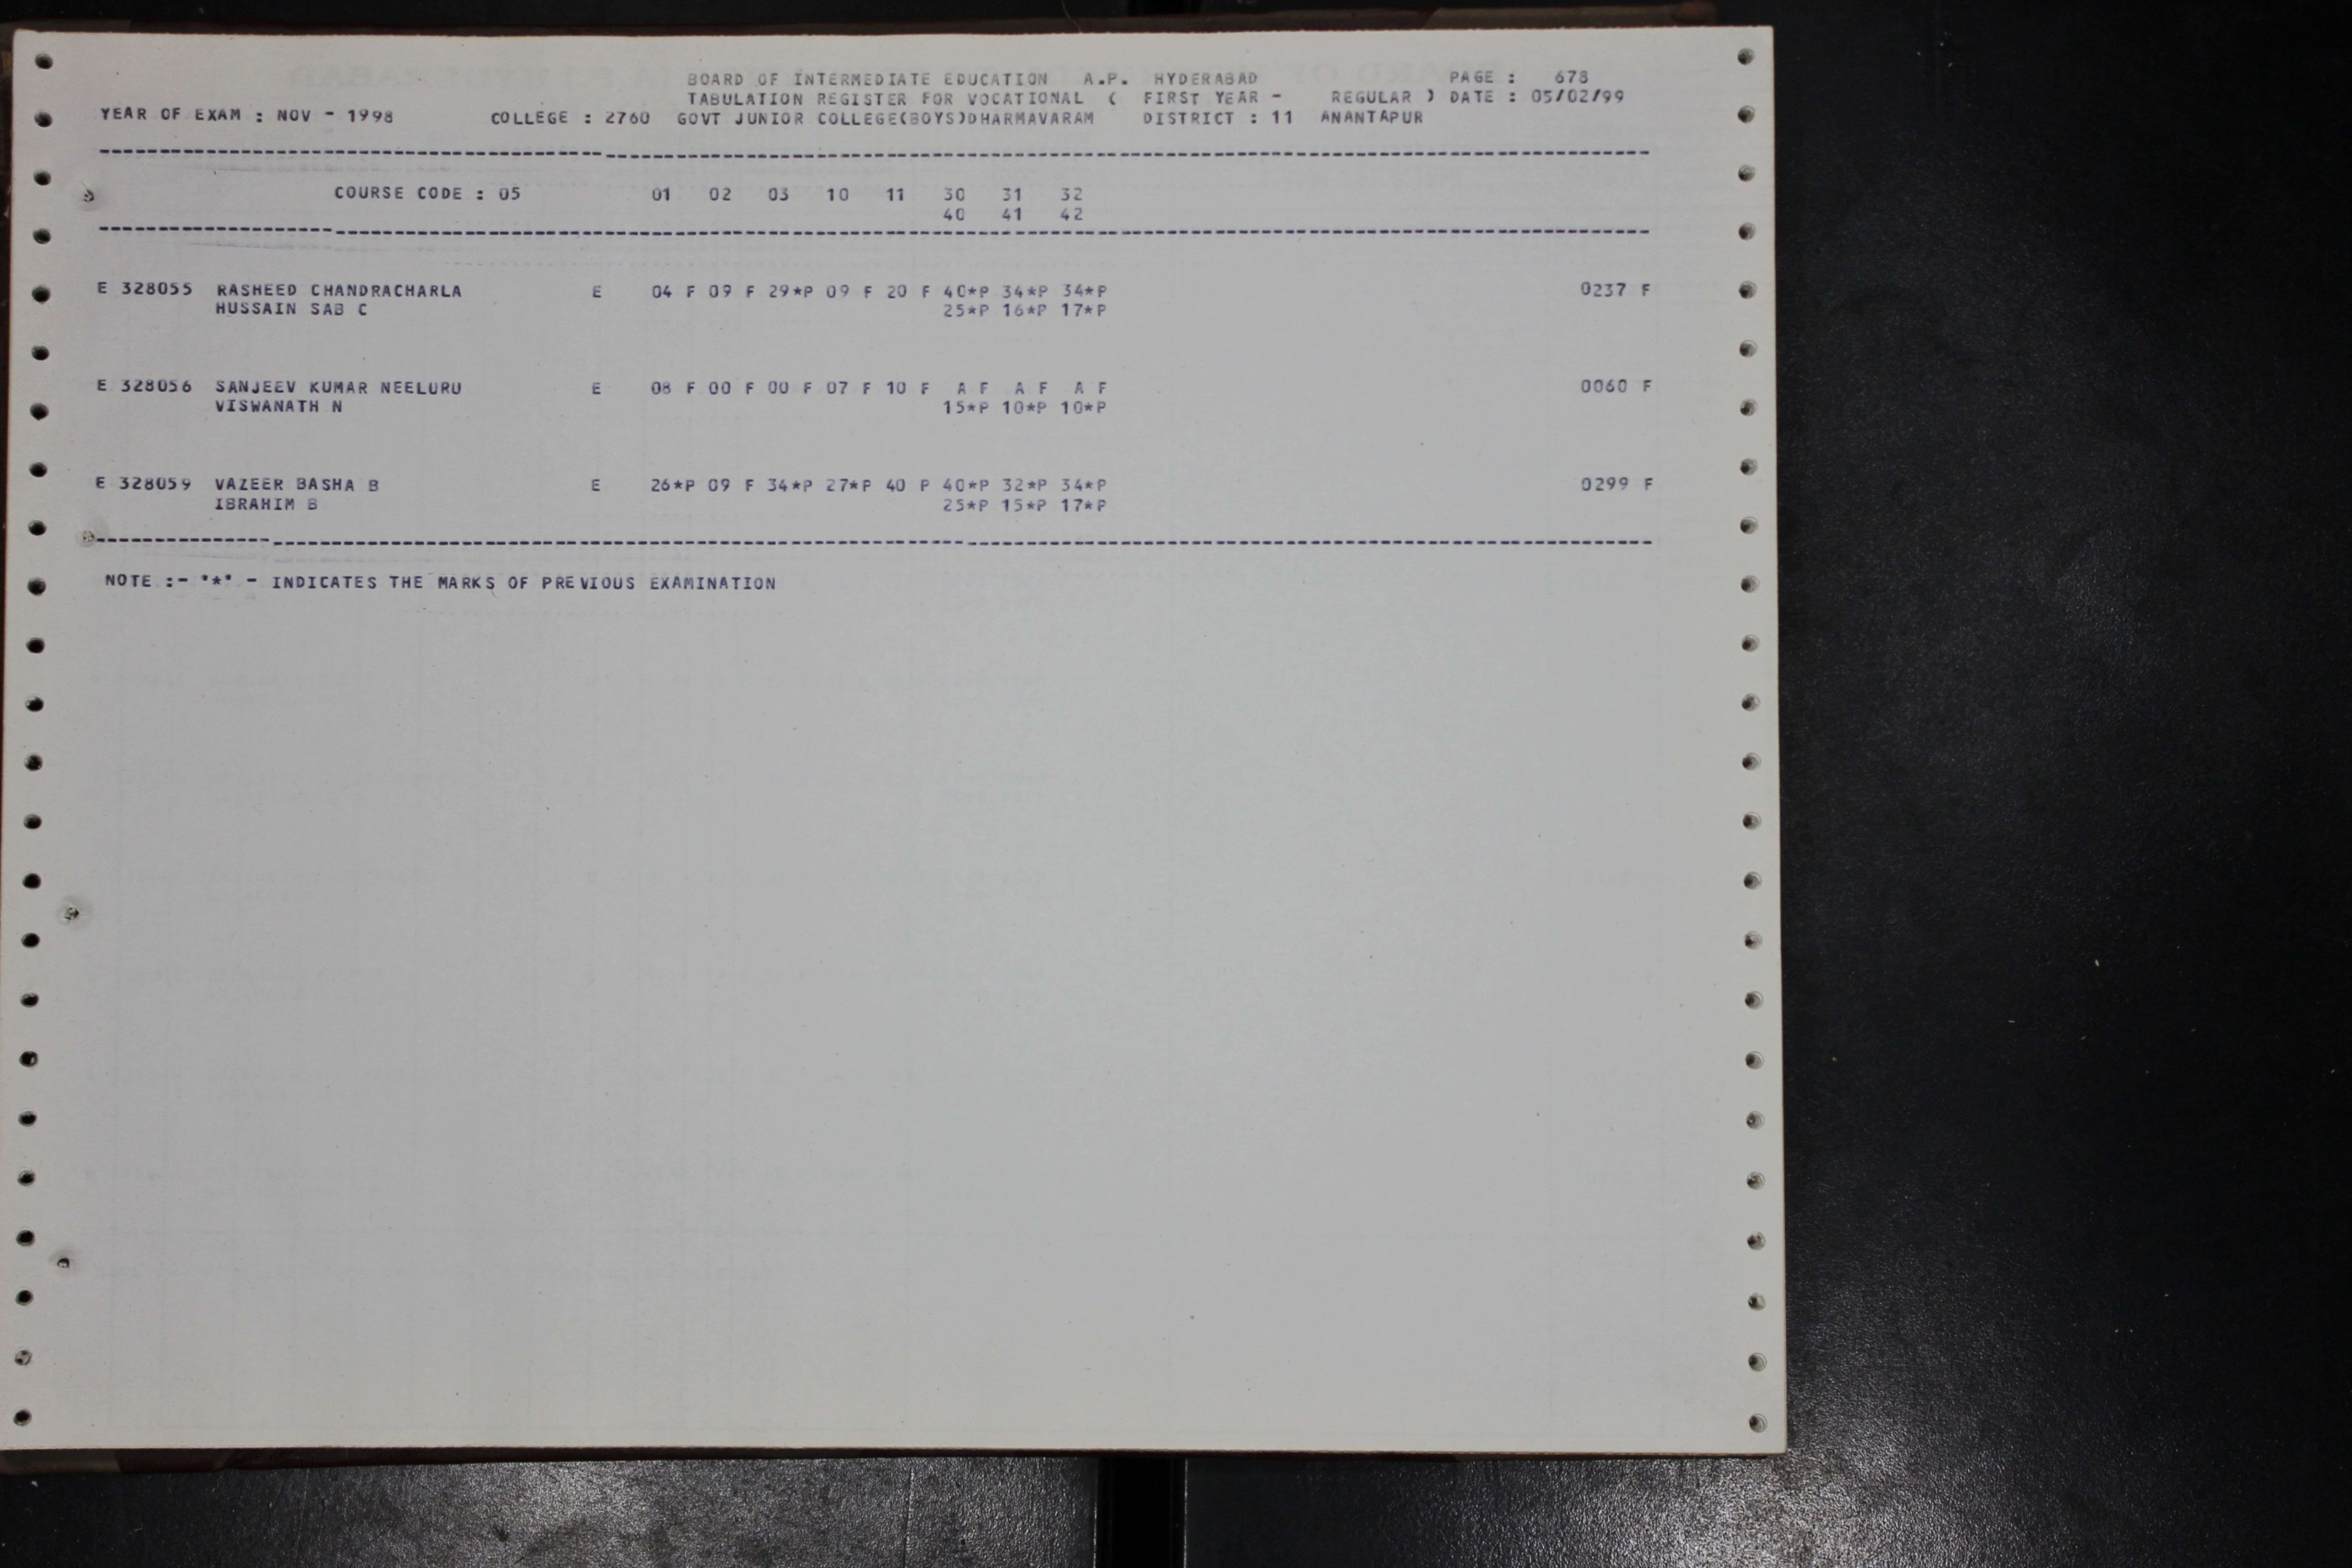 BOARD OF INTERMEDIATE EDUCATION A.P. HYDERABAD PAGE : 678
TABULATION REGISTER FOR VOCATIONAL ( FIRST YEAR - REGULAR ) DATE : 05/02/99
YEAR OF EXAM : NOV - 1998 COLLEGE : 2760 GOVT JUNIOR COLLEGE(BOYS)DHARMAVARAM DISTRICT : 11 ANANTAPUR
COURSE CODE : 05 01 02 03 10 11 30 31 32
40 41 42
E 328055 RASHEED CHANDRACHARLA E 04 F 09 F 29*P 09 F 20 F 40*P 34*P 34*P 0237 F
HUSSAIN SAB C 25*P 16*P 17*P
E 328056 SANJEEV KUMAR NEELURU E 08 F 00 F 00 F 07 F 10 F A F A F A F 0060 F
VISWANATH N 15*P 10*P 10*P
E 328059 VAZEER BASHA B E 26*P 09 F 34*P 27*P 40 P 40*P 32*P 34*P 0299 F
IBRAHIM B 25*P 15*P 17*P
NOTE :- "*" - INDICATES THE MARKS OF PREVIOUS EXAMINATION